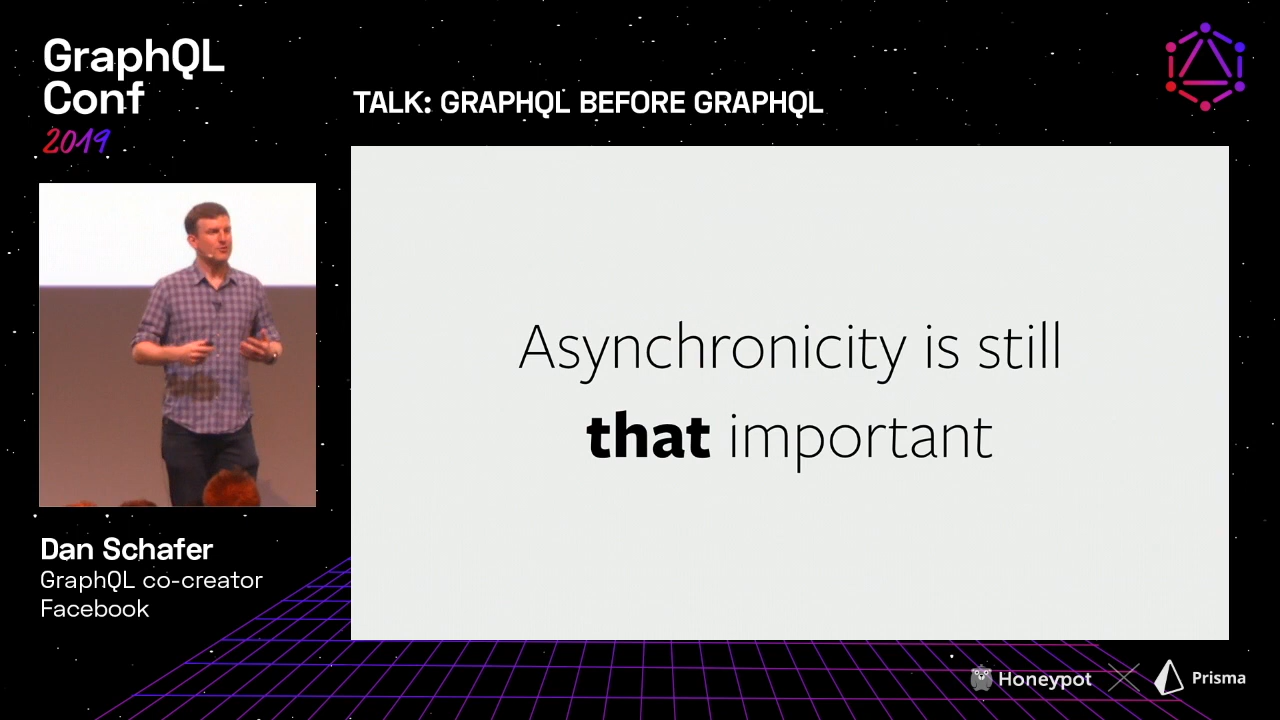 GraphQL
Conf
2019
TALK: GRAPHQL BEFORE GRAPHQL
Asynchronicity is still
that important
Dan Schafer
GraphQL co-creator
Facebook
Honeypot
Prisma